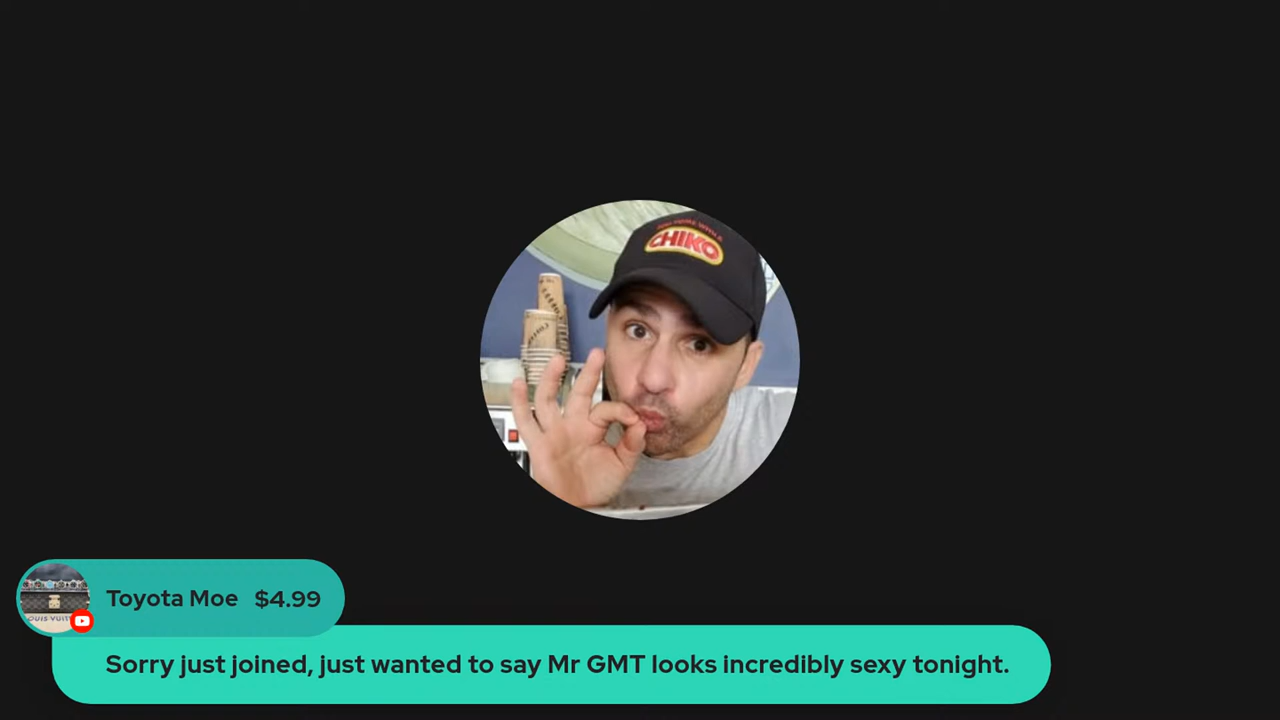 CHIKO
Toyota Moe $4.99
Sorry just joined, just wanted to say Mr GMT looks incredibly sexy tonight.